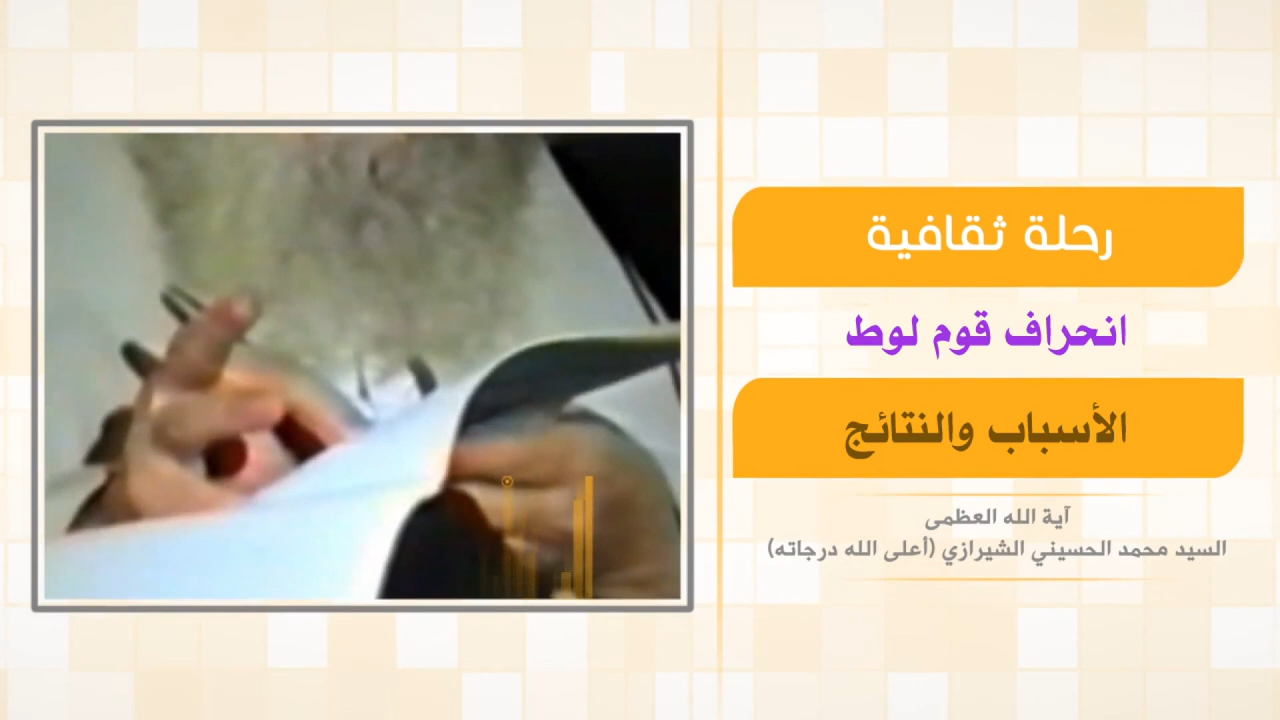 رحلة ثقافية
انحراف قوم لوط
الأسباب والنتائج
آية الله العظمى
السيد محمد الحسيني الشيرازي (أعلى الله درجاته)